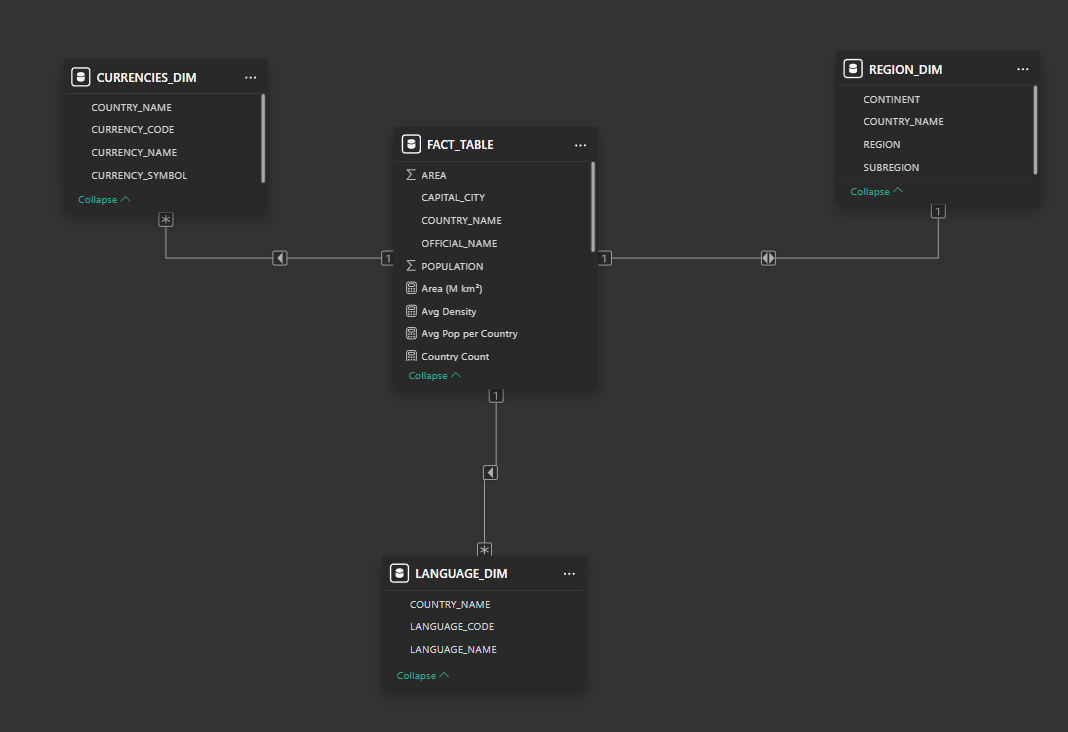 CURRENCIES_DIM
COUNTRY_NAME
CURRENCY_CODE
CURRENCY_NAME
CURRENCY_SYMBOL
Collapse
*
1
FACT_TABLE
AREA
CAPITAL_CITY
COUNTRY_NAME
OFFICIAL_NAME
POPULATION
Area (M km²)
Avg Density
Avg Pop per Country
Country Count
Collapse
1
1
REGION_DIM
CONTINENT
COUNTRY_NAME
REGION
SUBREGION
Collapse
1
*
LANGUAGE_DIM
COUNTRY_NAME
LANGUAGE_CODE
LANGUAGE_NAME
Collapse